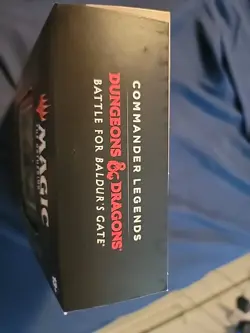 COMMANDER LEGENDS
DUNGEONS & DRAGONS®
BATTLE FOR BALDUR'S GATE®
MAGIC